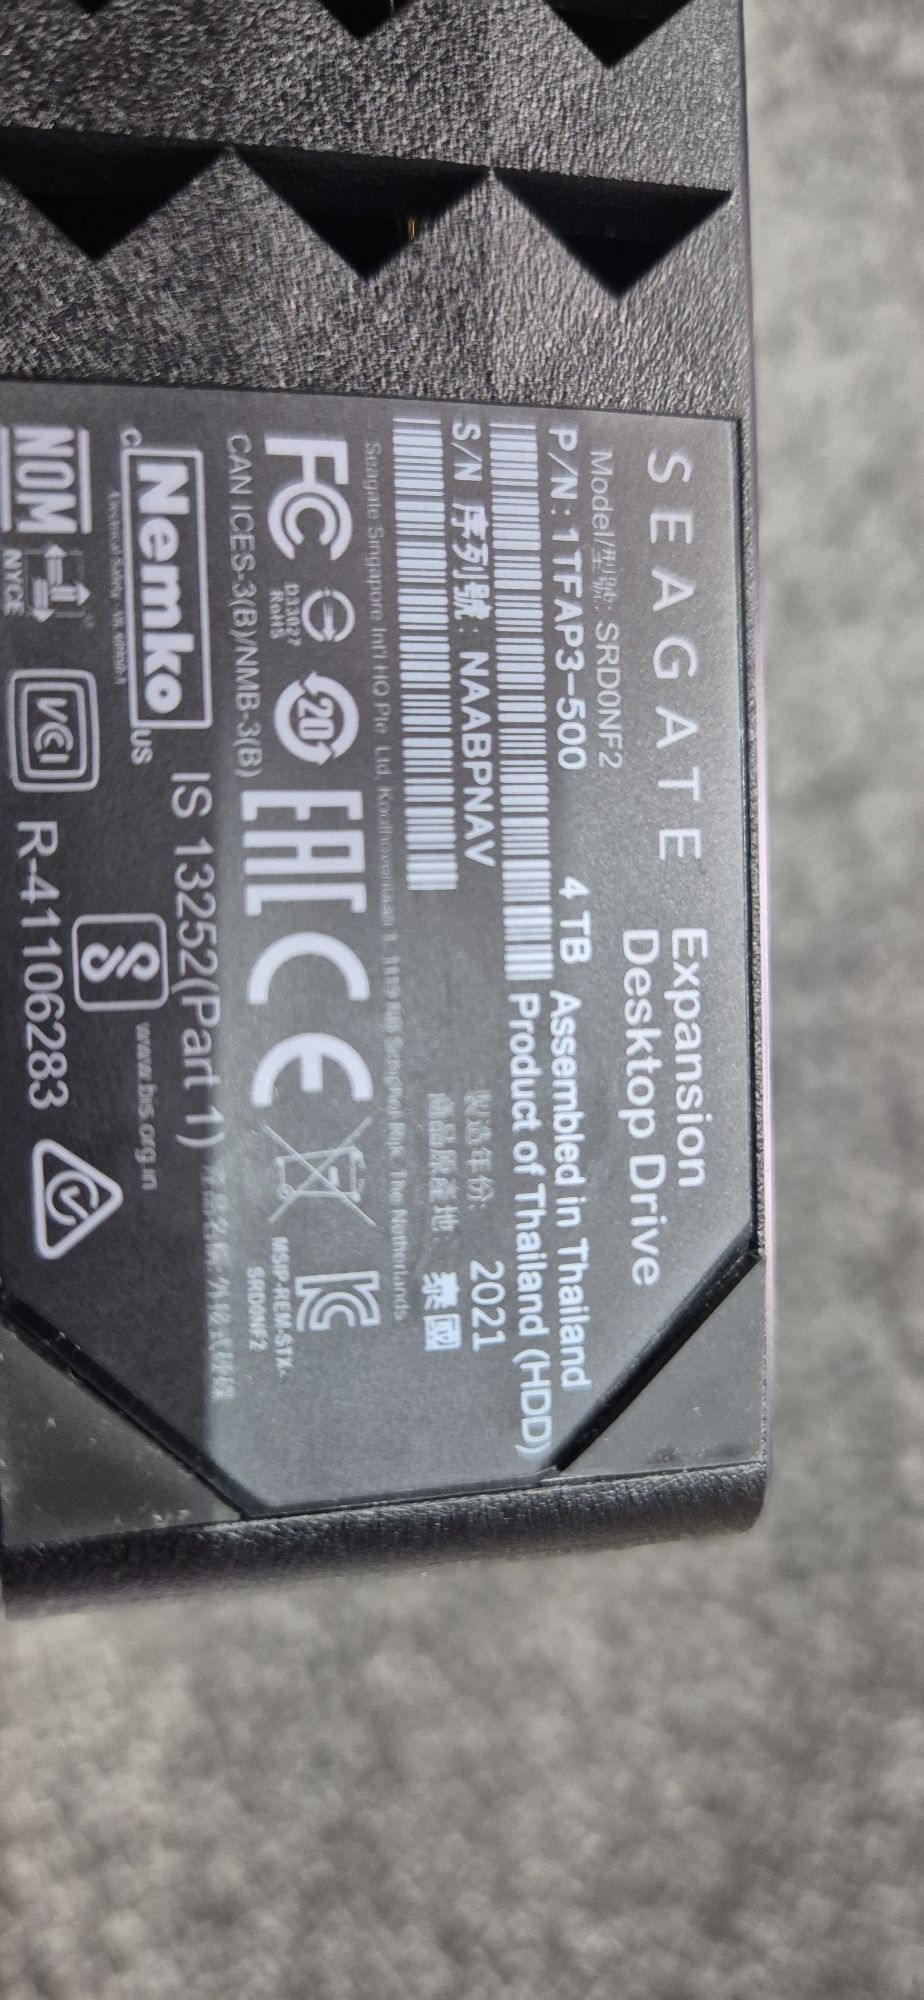 SEAGATE
Expansion
Desktop Drive
Model/型號: SRD0NF2
P/N: 1TFAP3-500
4 TB Assembled in Thailand
Product of Thailand (HDD)
S/N 序列號: NAABPNAV
製造年份: 2021
商品原產地: 泰國
Seagate Singapore Int'l HQ Pte. Ltd. Koolhovenlaan 1, 1119 NB Schiphol-Rijk, The Netherlands
FC
D33027
RoHS
20
EAC
CE
MSIP-REM-STX-
SRD0NF2
CAN ICES-3(B)/NMB-3(B)
IS 13252(Part 1)
c Nemko US
www.bis.org.in
NOM
NYCE
VCI
R-41106283